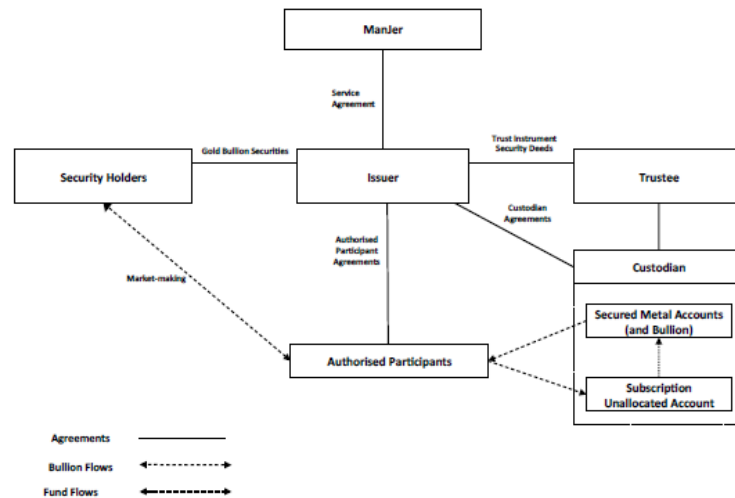 ManJer
Service
Agreement
Trust Instrument
Security Deeds
Gold Bullion Securities
Security Holders
Issuer
Trustee
Custodian
Agreements
Authorised
Participant
Agreements
Custodian
Market-making
Secured Metal Accounts
(and Bullion)
Authorised Participants
Subscription
Unallocated Account
Agreements
Bullion Flows
Fund Flows